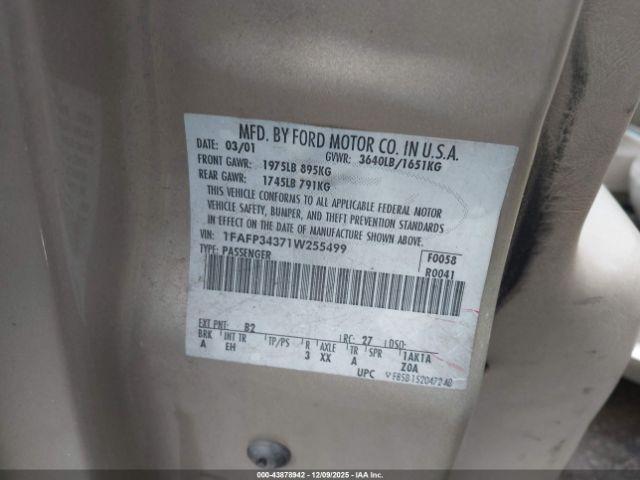 MFD. BY FORD MOTOR CO. IN U.S.A.
DATE: 03/01 GVWR: 3640LB/1651KG
FRONT GAWR: 1975LB 895KG
REAR GAWR: 1745LB 791KG
THIS VEHICLE CONFORMS TO ALL APPLICABLE FEDERAL MOTOR
VEHICLE SAFETY, BUMPER, AND THEFT PREVENTION STANDARDS
IN EFFECT ON THE DATE OF MANUFACTURE SHOWN ABOVE.
VIN: 1FAFP34371W255499 F0058
TYPE: PASSENGER R0041
EXT PNT: B2 RC: 27 DSO:
BRK INT TR TP/PS R AXLE TR SPR 1AK1A
A EH 3 XX A Z0A
UPC
IAA - 43878942 - 12/09/2025 - IAAI.COM